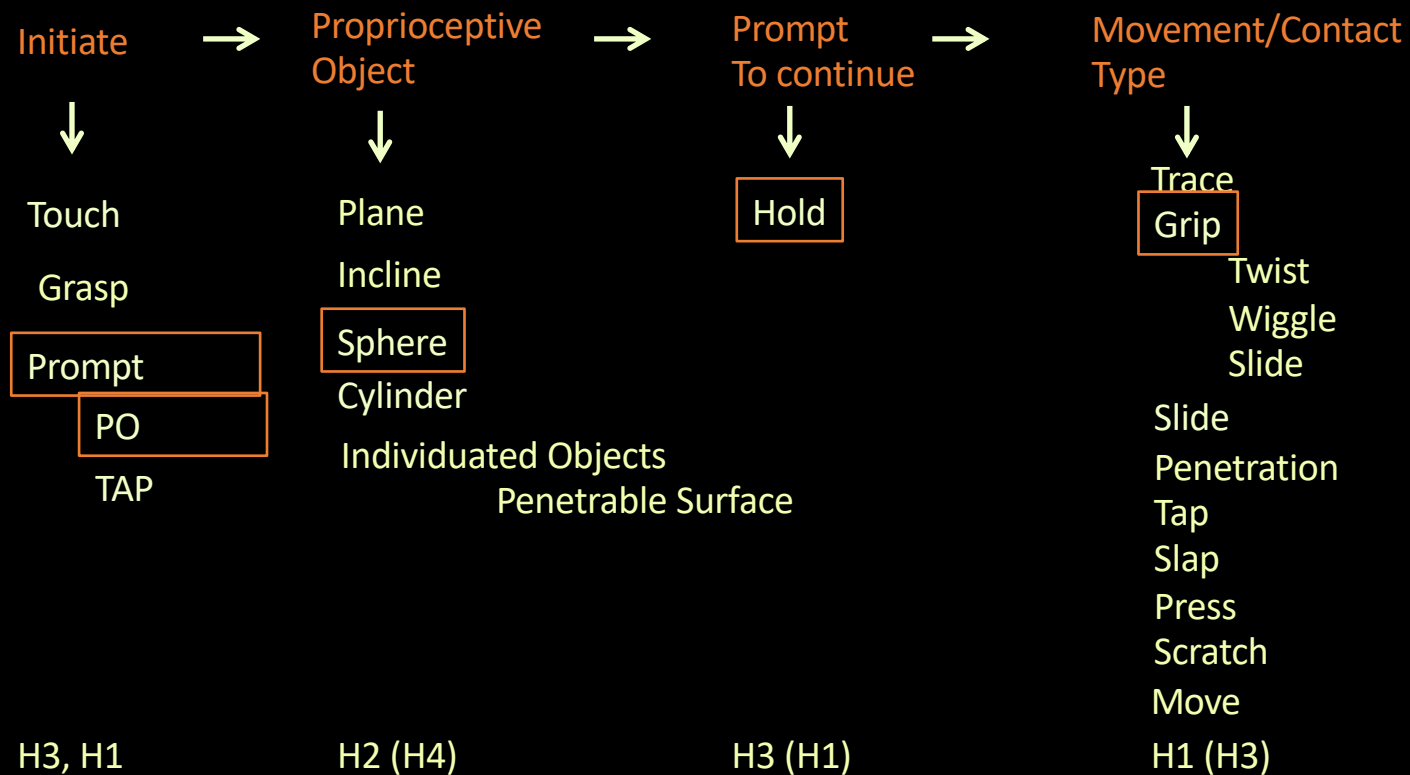 Initiate
Proprioceptive
Object
Prompt
To continue
Movement/Contact
Type
Touch
Grasp
Prompt
PO
TAP
Plane
Incline
Sphere
Cylinder
Individuated Objects
Penetrable Surface
Hold
Trace
Grip
Twist
Wiggle
Slide
Slide
Penetration
Tap
Slap
Press
Scratch
Move
H3, H1
H2 (H4)
H3 (H1)
H1 (H3)